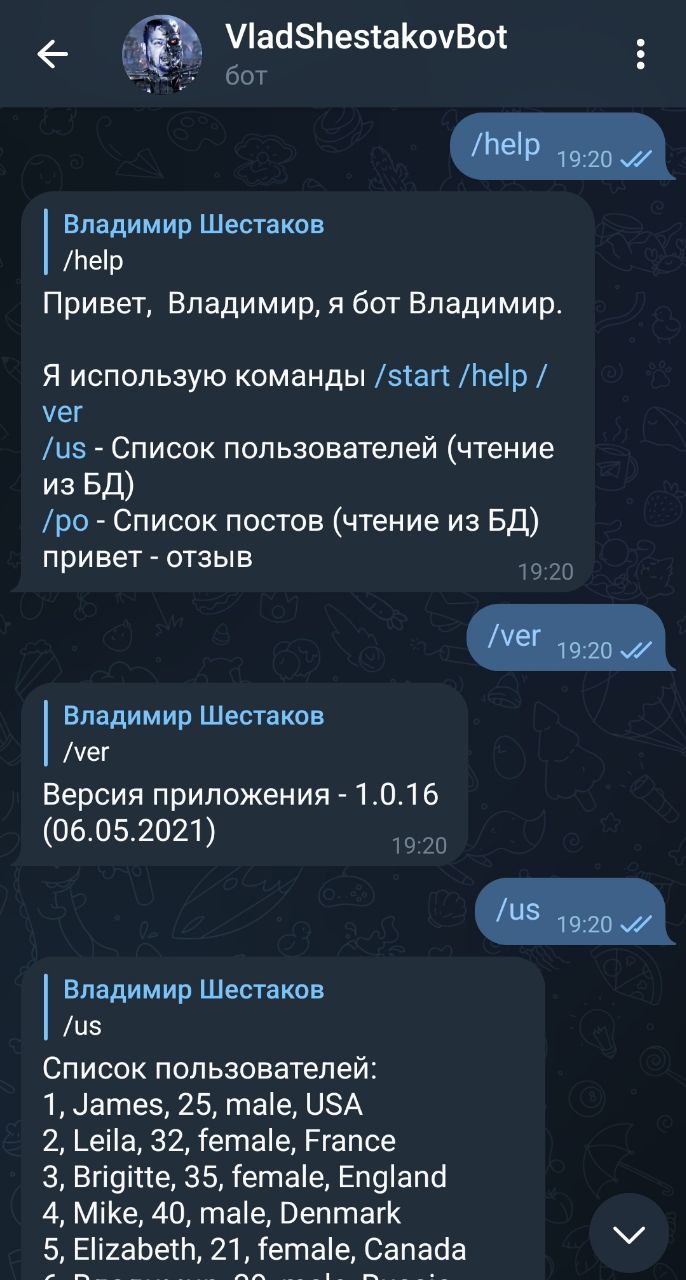 VladShestakovBot
бот
/help 19:20
Владимир Шестаков
/help
Привет,  Владимир, я бот Владимир.
Я использую команды /start /help /
ver
/us - Список пользователей (чтение
из БД)
/po - Список постов (чтение из БД)
привет - отзыв
19:20
/ver 19:20
Владимир Шестаков
/ver
Версия приложения - 1.0.16
(06.05.2021)
19:20
/us 19:20
Владимир Шестаков
/us
Список пользователей:
1, James, 25, male, USA
2, Leila, 32, female, France
3, Brigitte, 35, female, England
4, Mike, 40, male, Denmark
5, Elizabeth, 21, female, Canada